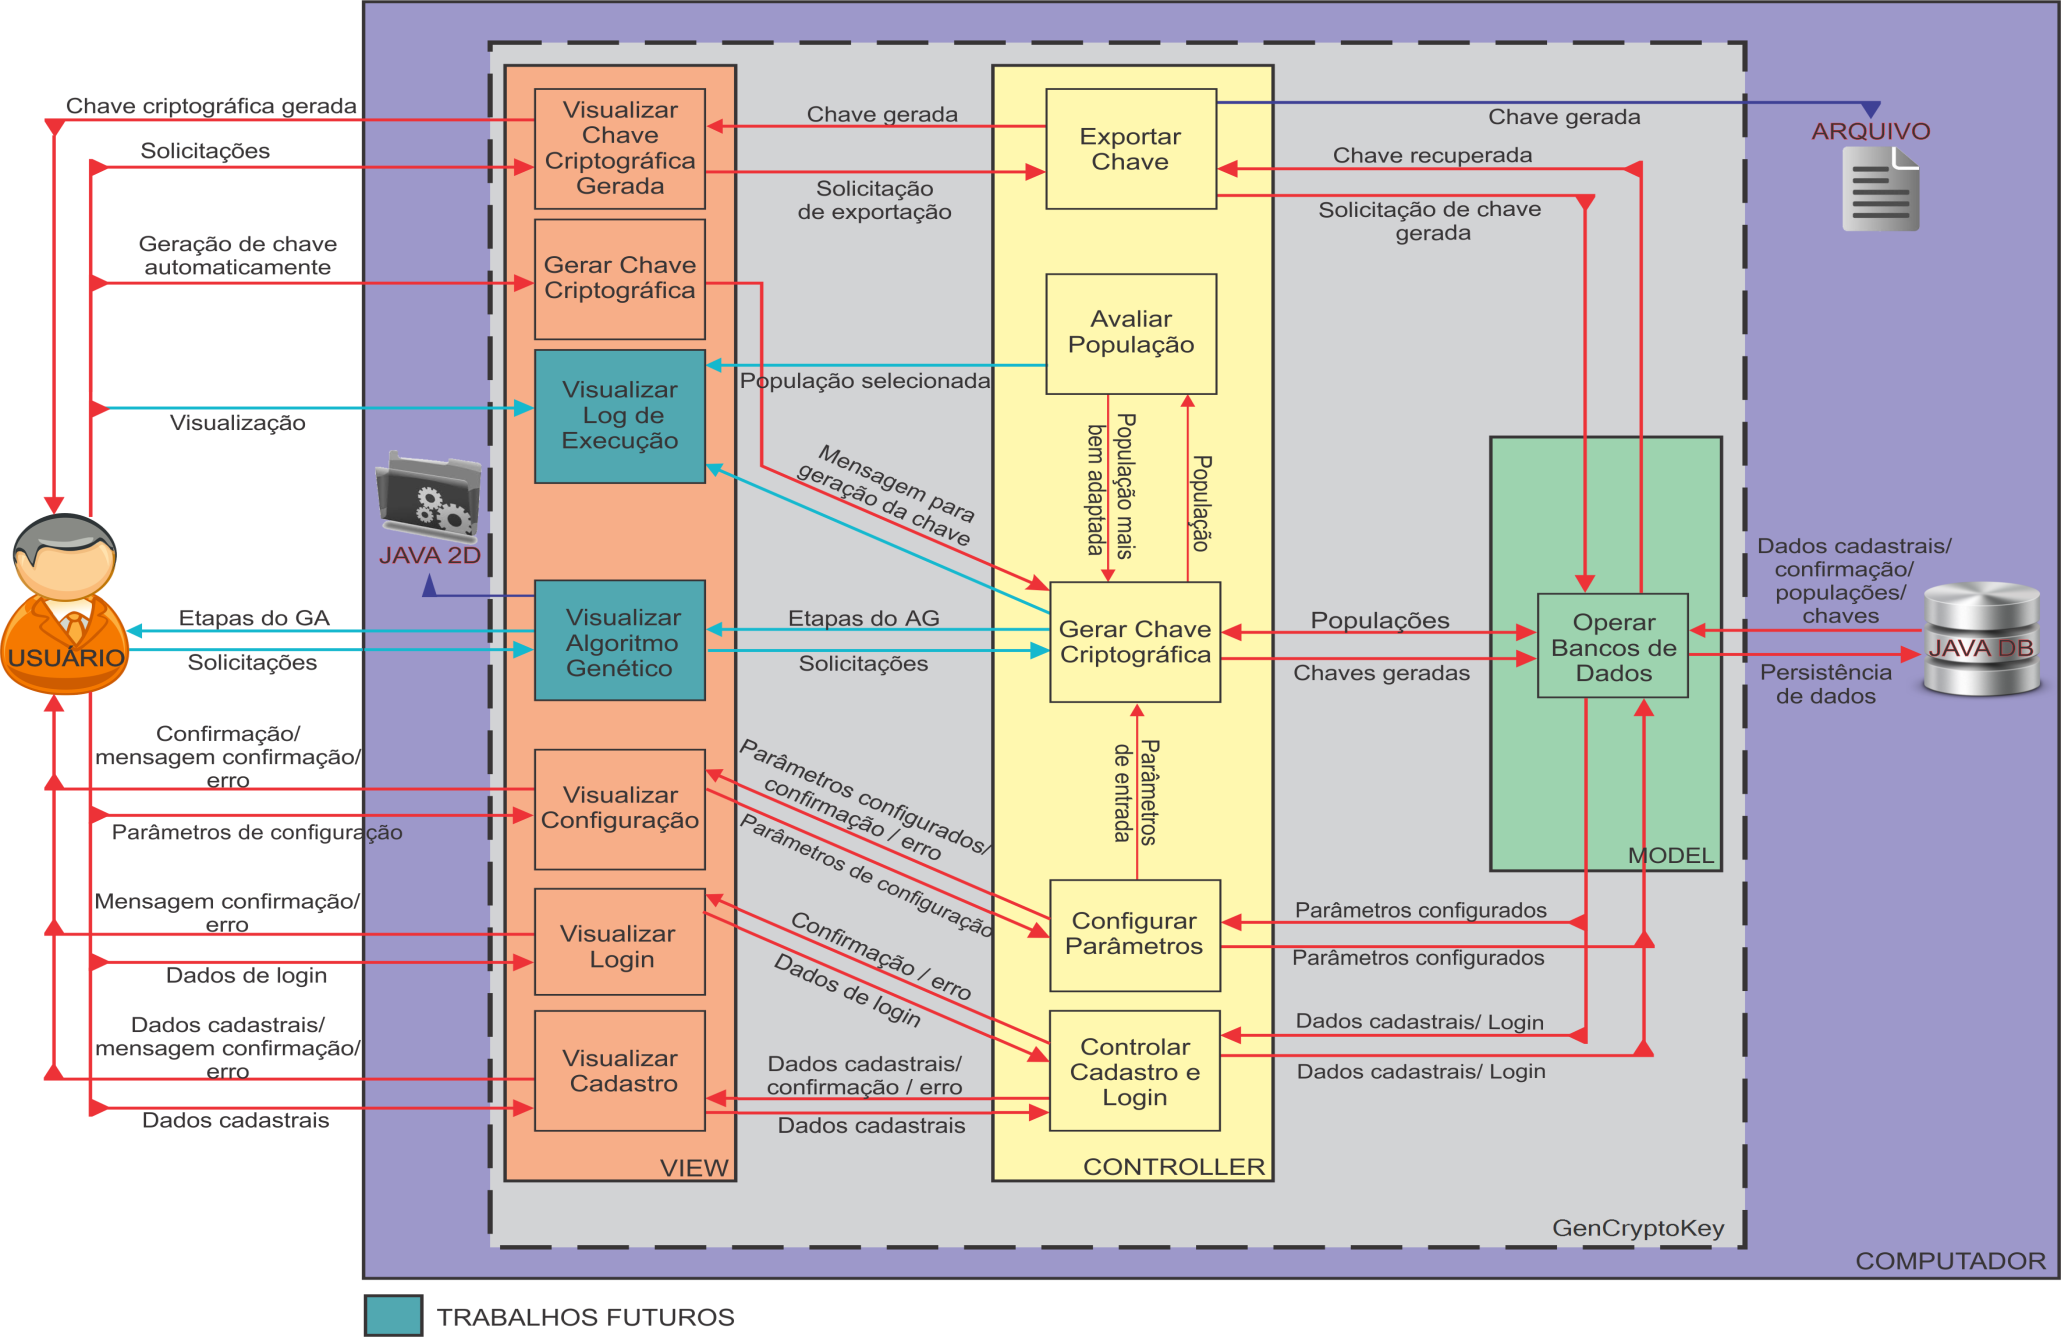 Chave criptográfica gerada
Solicitações
Geração de chave
automaticamente
Visualização
JAVA 2D
USUÁRIO
Etapas do GA
Solicitações
Confirmação/
mensagem confirmação/
erro
Parâmetros de configuração
Mensagem confirmação/
erro
Dados de login
Dados cadastrais/
mensagem confirmação/
erro
Dados cadastrais
Visualizar
Chave
Criptográfica
Gerada
Gerar Chave
Criptográfica
Visualizar
Log de
Execução
Visualizar
Algoritmo
Genético
Visualizar
Configuração
Visualizar
Login
Visualizar
Cadastro
VIEW
Chave gerada
Solicitação
de exportação
População selecionada
Mensagem para
geração da chave
Etapas do AG
Solicitações
Parâmetros configurados/
confirmação / erro
Parâmetros de configuração
Confirmação / erro
Dados de login
Dados cadastrais/
confirmação / erro
Dados cadastrais
Exportar
Chave
Avaliar
População
População mais
bem adaptada
População
Gerar Chave
Criptográfica
Parâmetros
de entrada
Configurar
Parâmetros
Controlar
Cadastro e
Login
CONTROLLER
Chave gerada
Chave recuperada
Solicitação de chave
gerada
Populações
Chaves geradas
Parâmetros configurados
Parâmetros configurados
Dados cadastrais/ Login
Dados cadastrais/ Login
Operar
Bancos de
Dados
MODEL
ARQUIVO
Dados cadastrais/
confirmação/
populações/
chaves
JAVA DB
Persistência
de dados
GenCryptoKey
COMPUTADOR
TRABALHOS FUTUROS